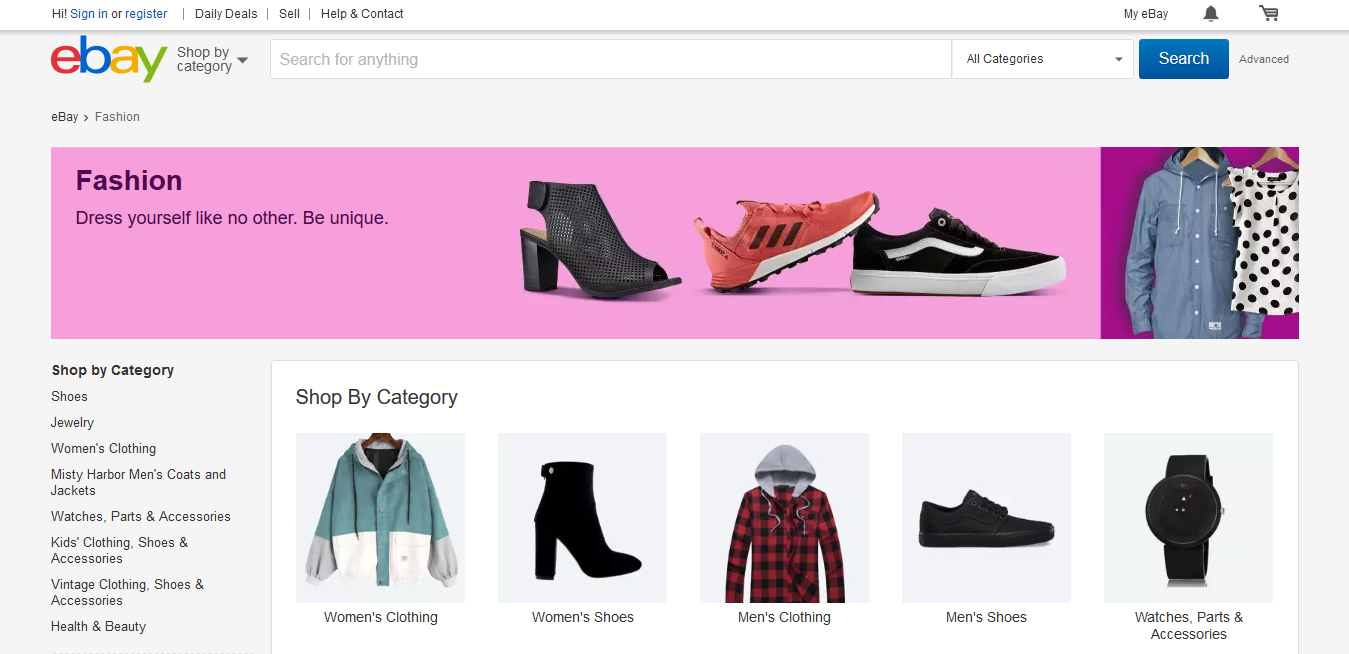 Hi! Sign in or register | Daily Deals | Sell | Help & Contact My eBay
ebay
Shop by
category
Search for anything
All Categories
Search
Advanced
eBay > Fashion
Fashion
Dress yourself like no other. Be unique.
Shop by Category
Shoes
Jewelry
Women's Clothing
Misty Harbor Men's Coats and
Jackets
Watches, Parts & Accessories
Kids' Clothing, Shoes &
Accessories
Vintage Clothing, Shoes &
Accessories
Health & Beauty
Shop By Category
Women's Clothing
Women's Shoes
Men's Clothing
Men's Shoes
Watches, Parts &
Accessories